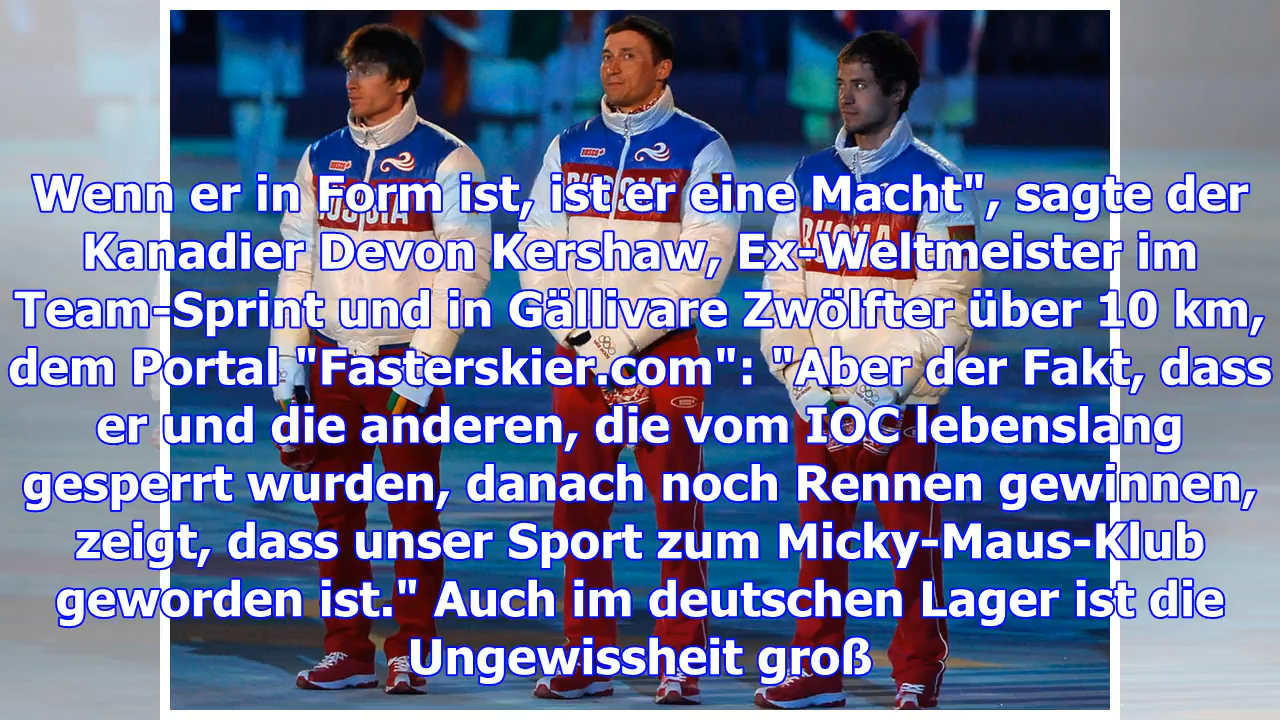 Wenn er in Form ist, ist er eine Macht", sagte der
Kanadier Devon Kershaw, Ex-Weltmeister im
Team-Sprint und in Gällivare Zwölfter über 10 km,
dem Portal "Fasterskier.com": "Aber der Fakt, dass
er und die anderen, die vom IOC lebenslang
gesperrt wurden, danach noch Rennen gewinnen,
zeigt, dass unser Sport zum Micky-Maus-Klub
geworden ist." Auch im deutschen Lager ist die
Ungewissheit groß
RUSSIA
RUSSIA
RUSSIA